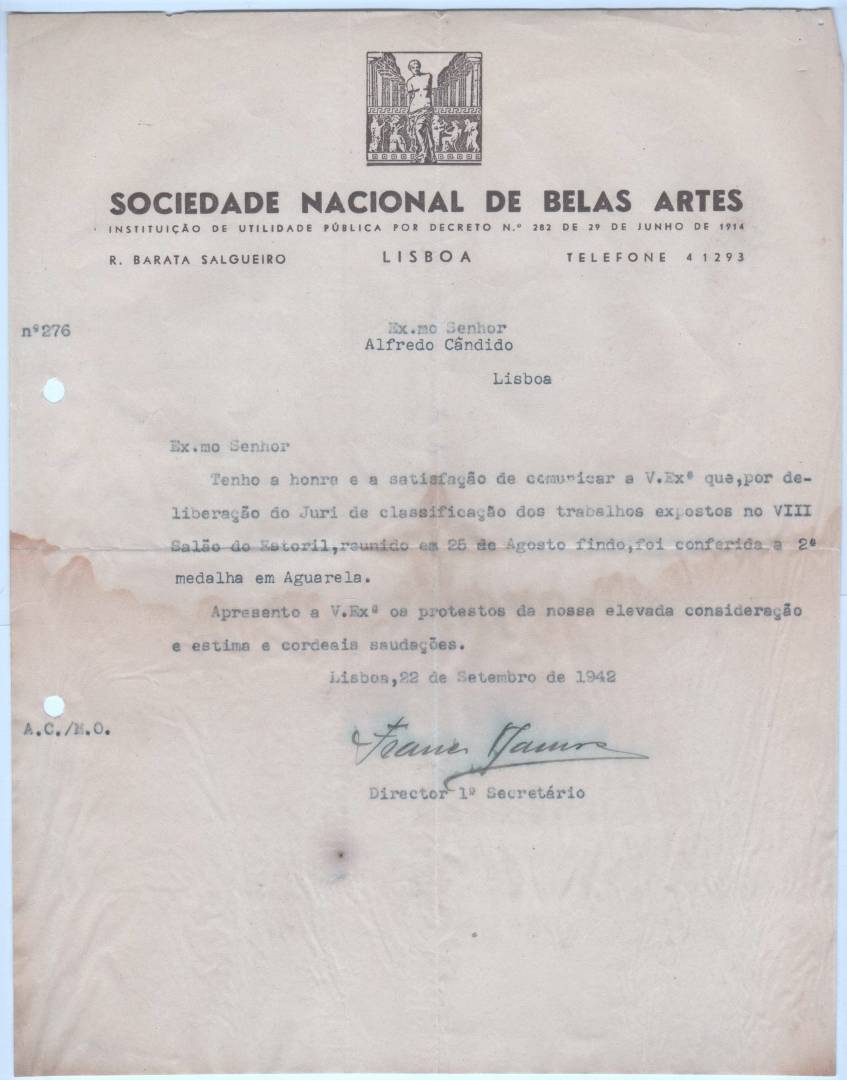 SOCIEDADE NACIONAL DE BELAS ARTES
INSTITUIÇÃO DE UTILIDADE PÚBLICA POR DECRETO N.º 282 DE 29 DE JUNHO DE 1914
R. BARATA SALGUEIRO LISBOA TELEFONE 41293
nº276
Ex.mo Senhor
Alfredo Cândido
Lisboa
Ex.mo Senhor
Tenho a honra e a satisfação de comunicar a V.Exª que,por de-
liberação do Juri de classificação dos trabalhos expostos no VIII
Salão do Estoril,reunido em 25 de Agosto findo,foi conferida a 2ª
medalha em Aguarela.
Apresento a V.Exª os protestos da nossa elevada consideração
e estima e cordeais saudações.
Lisboa,22 de Setembro de 1942
A.C./M.O.
Director 1º Secretário